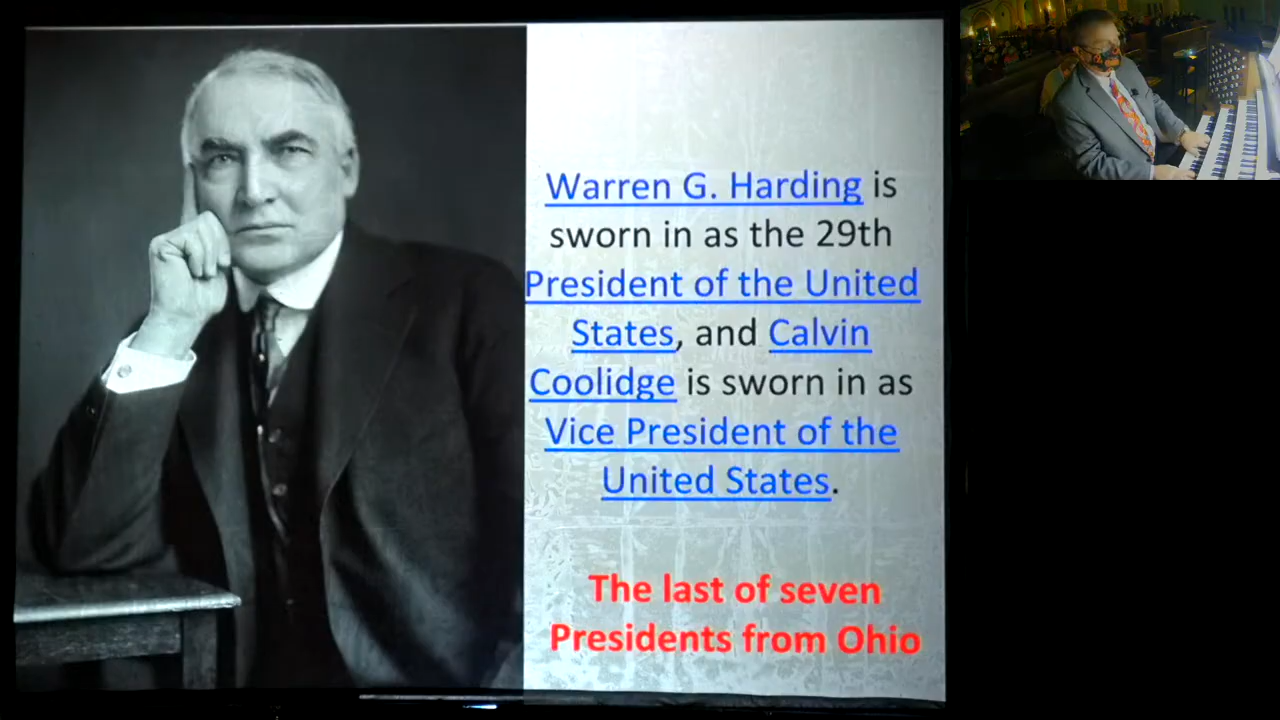 Warren G. Harding is
sworn in as the 29th
President of the United
States, and Calvin
Coolidge is sworn in as
Vice President of the
United States.
The last of seven
Presidents from Ohio